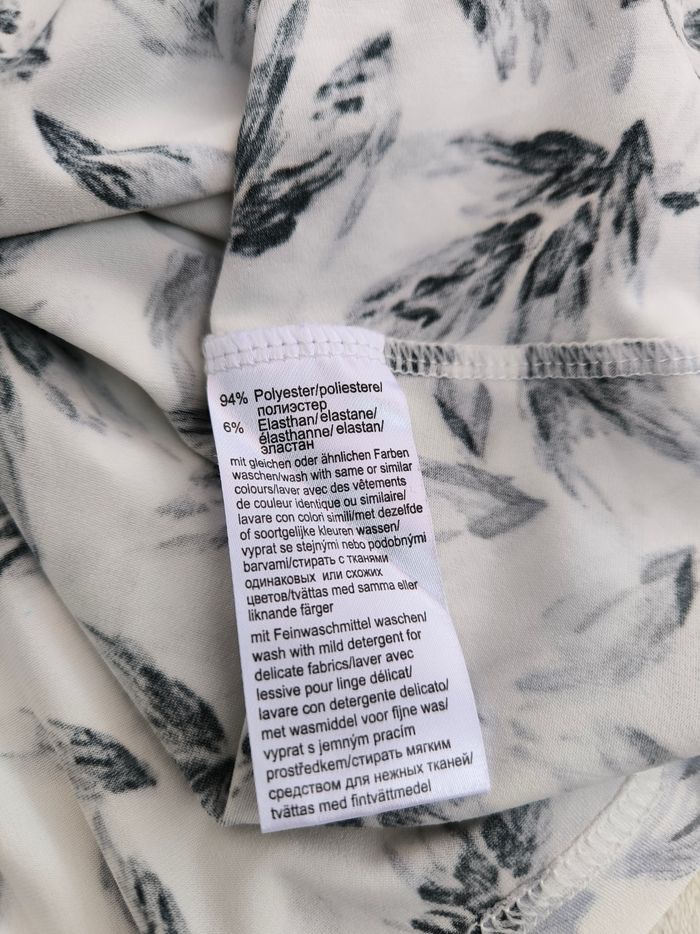 94% Polyester/poliestere/
полиэстер
6% Elasthan/elastane/
élasthanne/elastan/
эластан
mit gleichen oder ähnlichen Farben
waschen/wash with same or similar
colours/laver avec des vêtements
de couleur identique ou similaire/
lavare con colori simili/met dezelfde
of soortgelijke kleuren wassen/
vyprat se stejnými nebo podobnými
barvami/стирать с тканями
одинаковых или схожих
цветов/tvättas med samma eller
liknande färger
mit Feinwaschmittel waschen/
wash with mild detergent for
delicate fabrics/laver avec
lessive pour linge délicat/
lavare con detergente delicato/
met wasmiddel voor fijne was/
vyprat s jemným pracím
prostředkem/стирать мягким
средством для нежных тканей/
tvättas med fintvättmedel